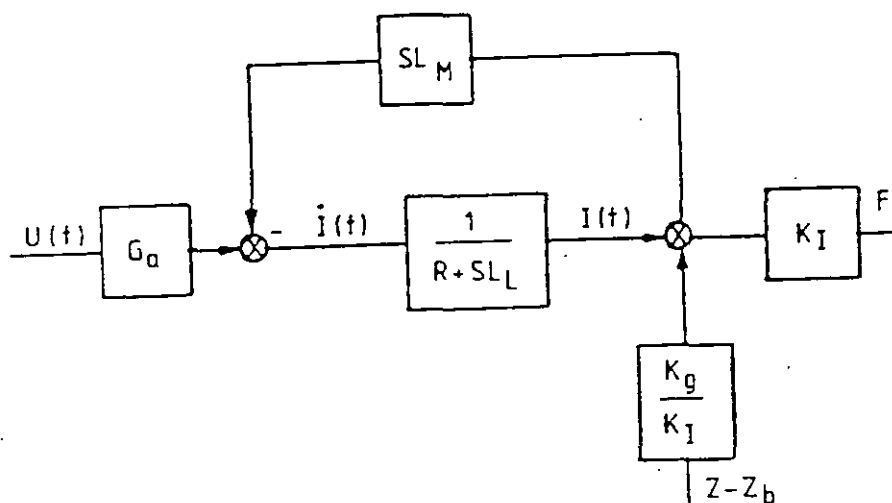 SL_M
U(t)
G_a
-
İ(t)
1
R+SL_L
I(t)
K_I
F
K_g
K_I
Z-Z_b